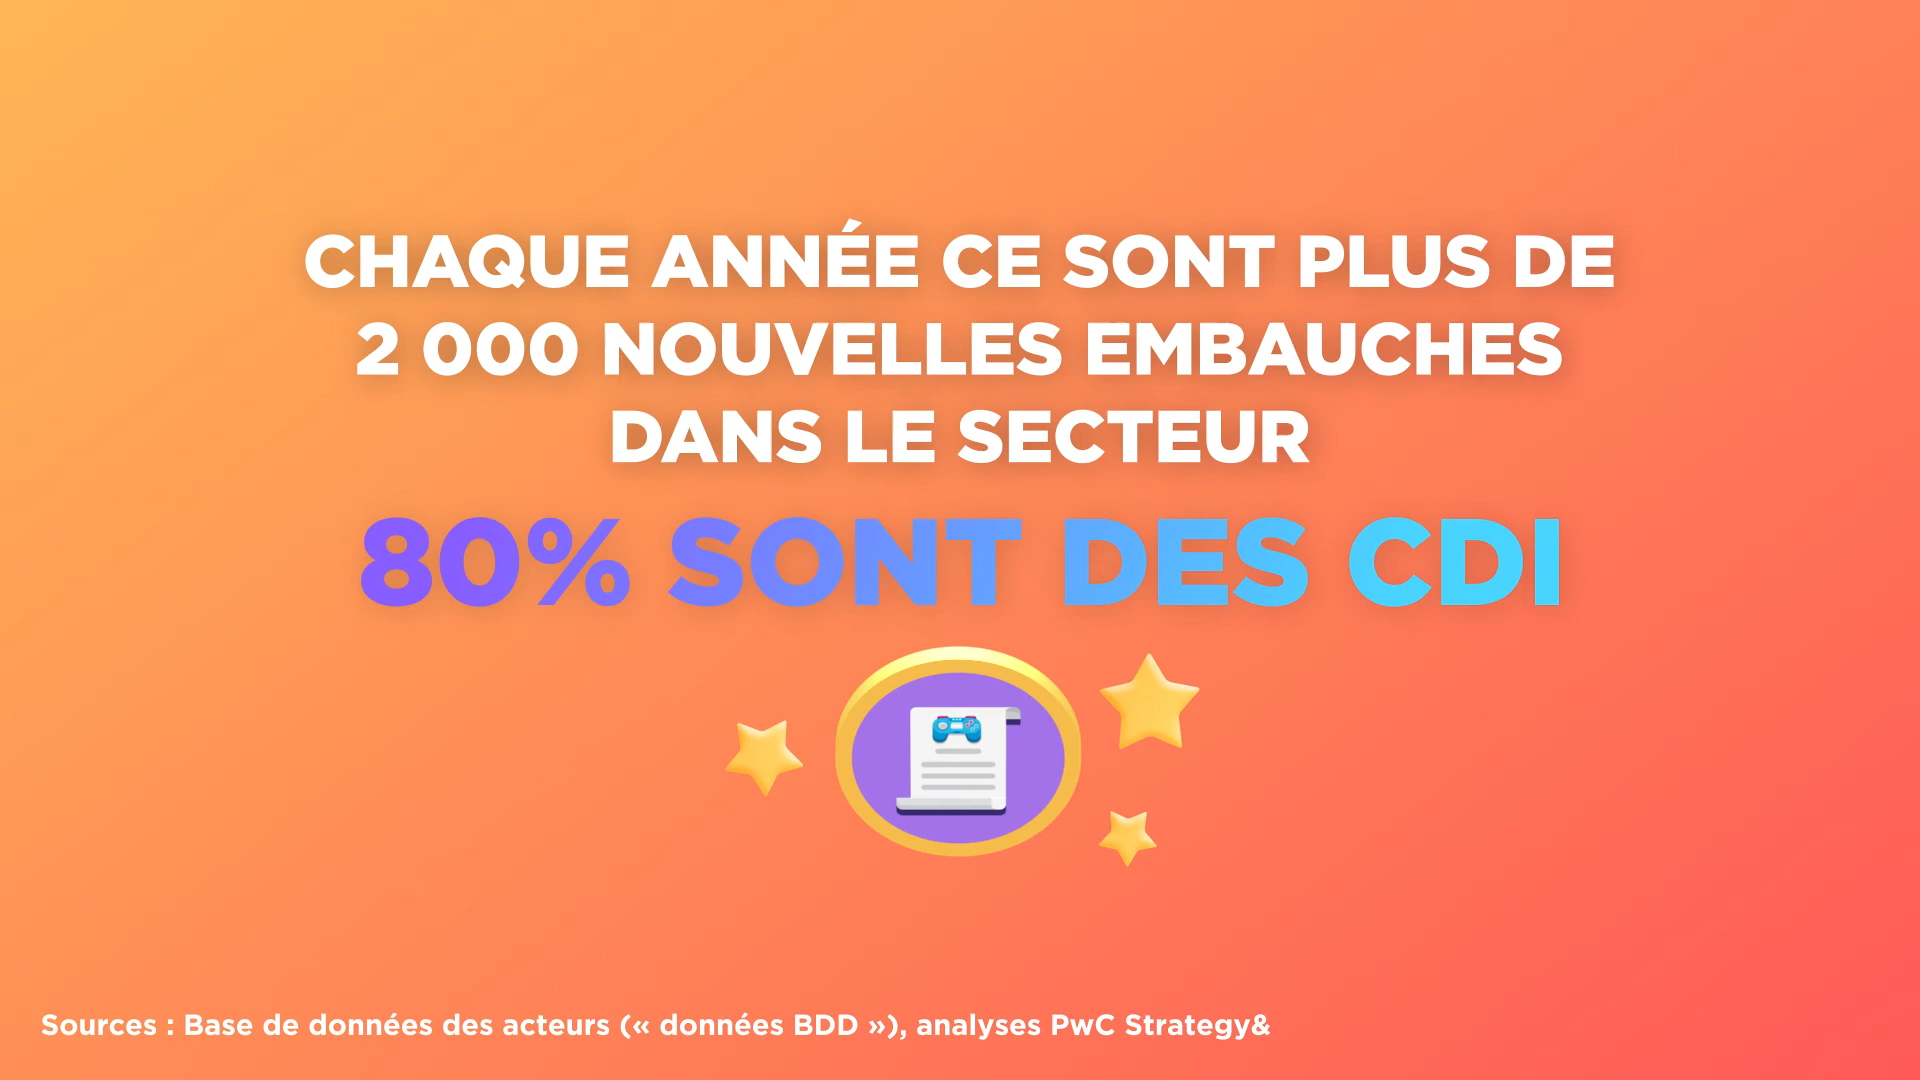 CHAQUE ANNÉE CE SONT PLUS DE
2 000 NOUVELLES EMBAUCHES
DANS LE SECTEUR
80% SONT DES CDI
Sources : Base de données des acteurs (« données BDD »), analyses PwC Strategy&